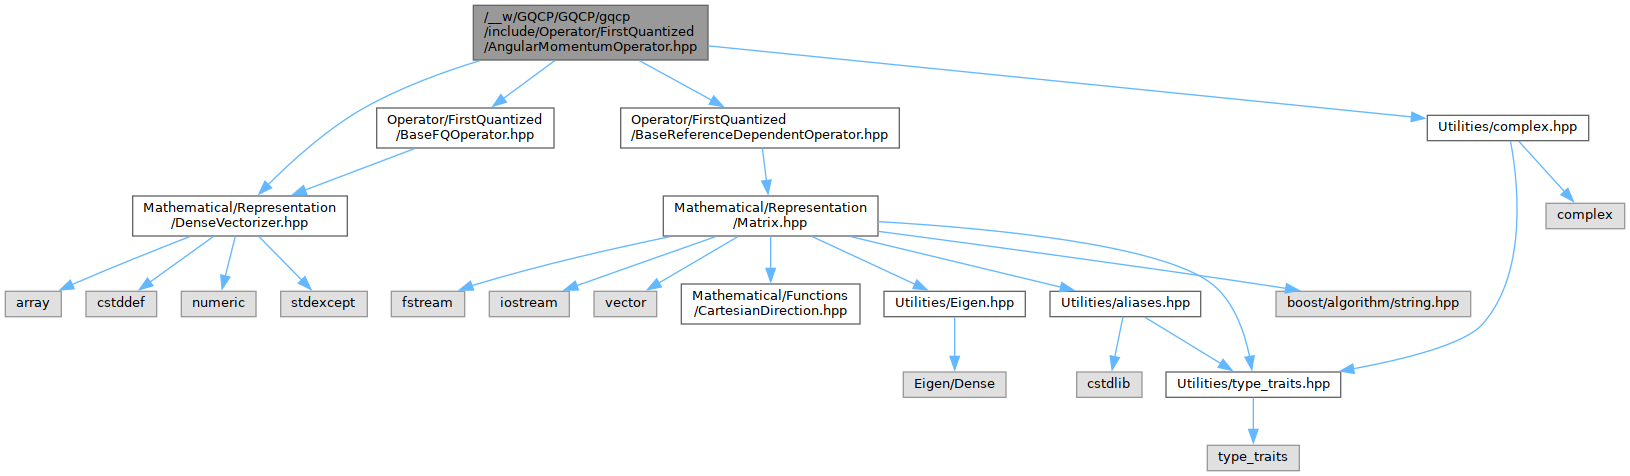 /__w/GQCP/GQCP/gqcp
/include/Operator/FirstQuantized
/AngularMomentumOperator.hpp
Operator/FirstQuantized
/BaseFQOperator.hpp
Operator/FirstQuantized
/BaseReferenceDependentOperator.hpp
Utilities/complex.hpp
Mathematical/Representation
/DenseVectorizer.hpp
Mathematical/Representation
/Matrix.hpp
complex
array
cstddef
numeric
stdexcept
fstream
iostream
vector
Mathematical/Functions
/CartesianDirection.hpp
Utilities/Eigen.hpp
Utilities/aliases.hpp
boost/algorithm/string.hpp
Eigen/Dense
cstdlib
Utilities/type_traits.hpp
type_traits